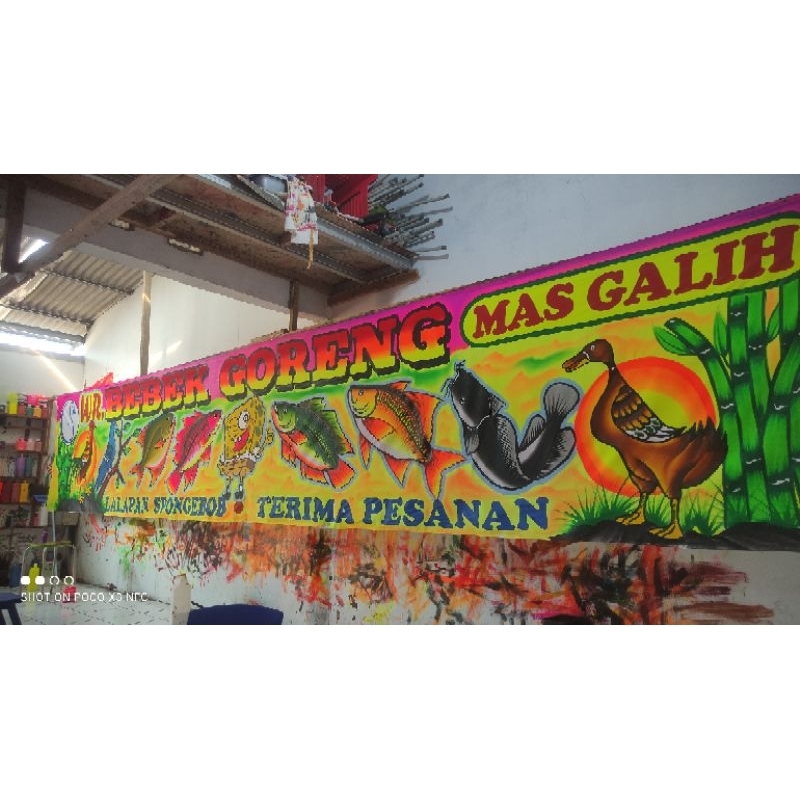 W.R. BEBEK GORENG MAS GALIH
LALAPAN SPONGEBOB TERIMA PESANAN
SHOT ON POCO X3 NFC